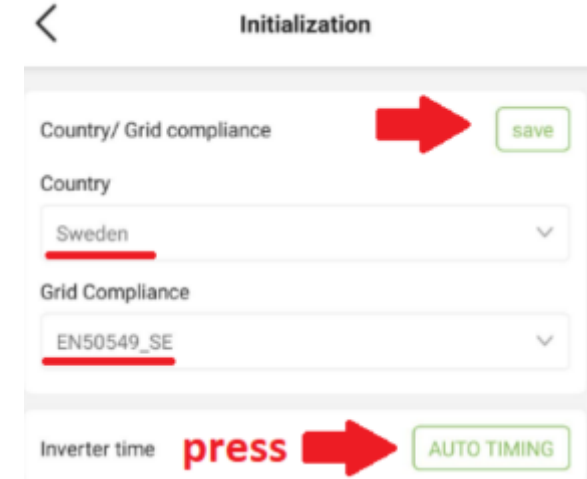 Initialization
Country/ Grid compliance save
Country
Sweden
Grid Compliance
EN50549_SE
Inverter time press AUTO TIMING